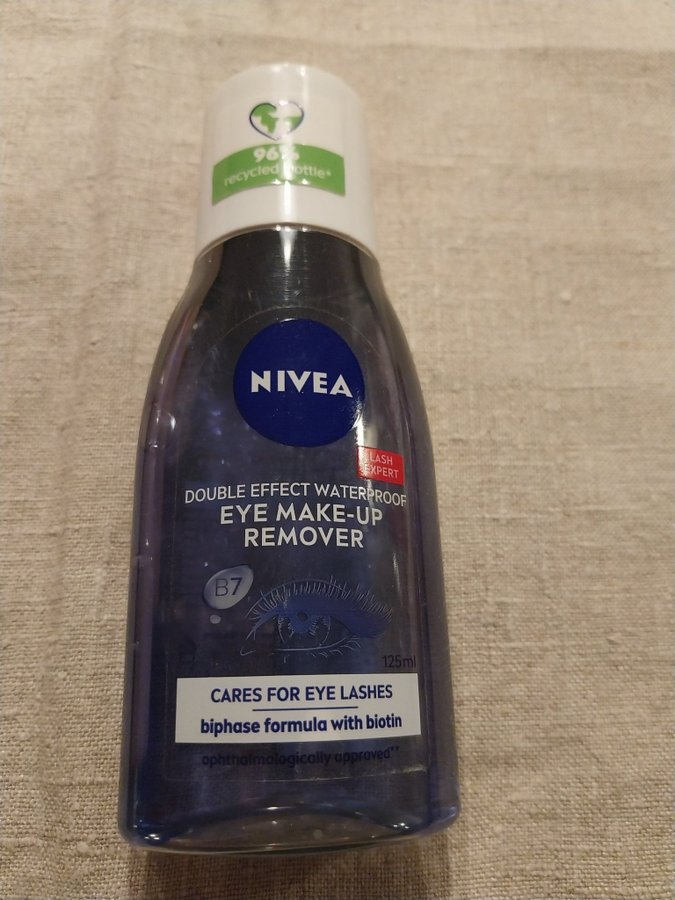 96%
recycled bottle*
NIVEA
LASH
EXPERT
DOUBLE EFFECT WATERPROOF
EYE MAKE-UP
REMOVER
B7
125ml
CARES FOR EYE LASHES
biphase formula with biotin
ophthalmologically approved**